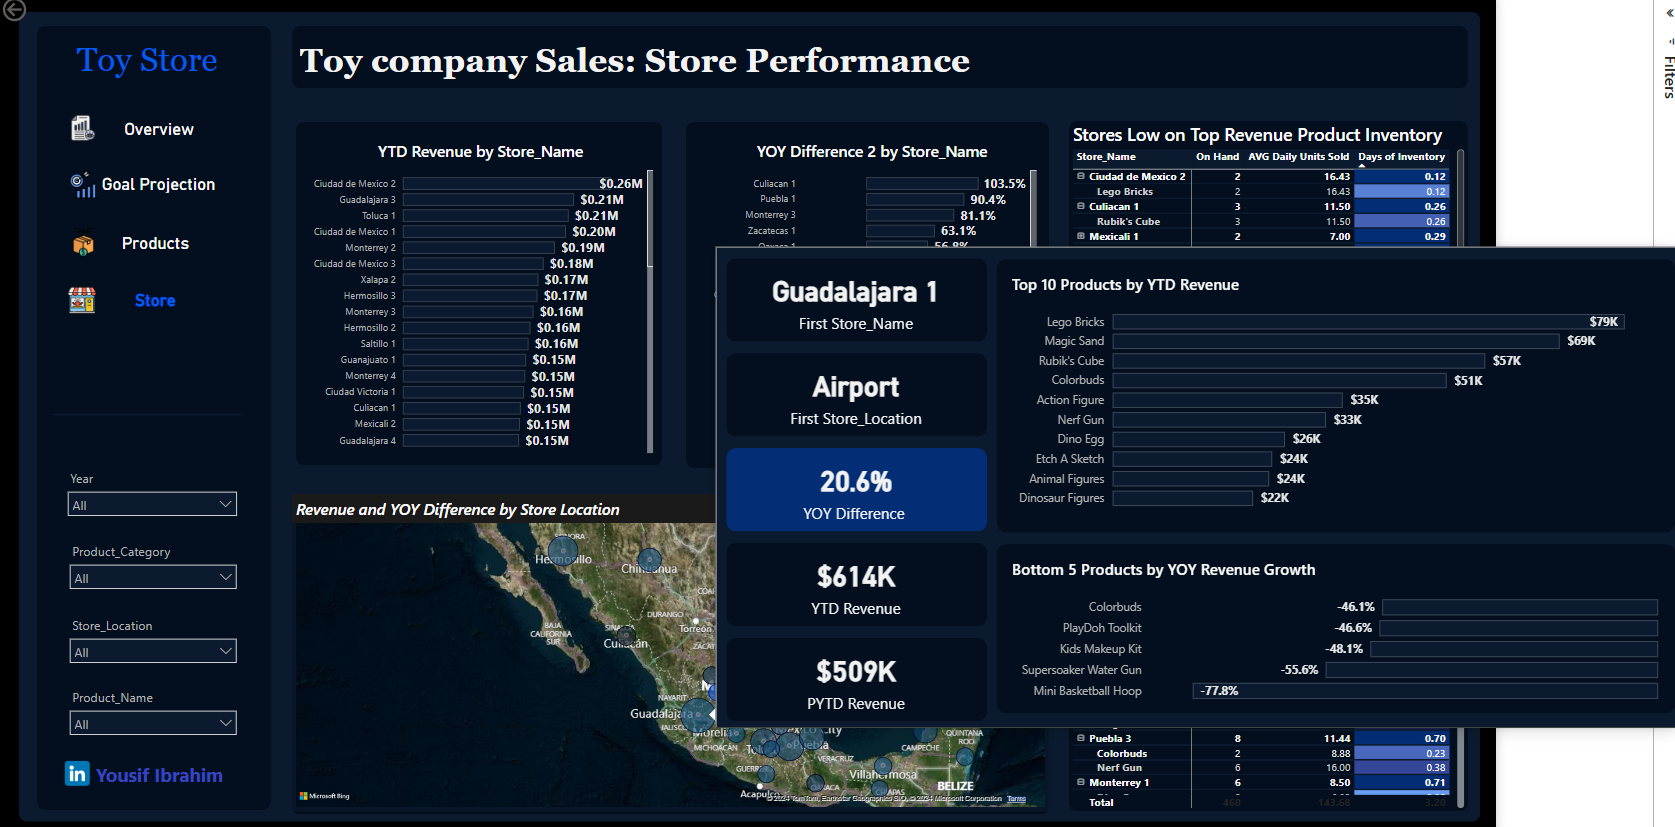 Toy Store
Overview
Goal Projection
Products
Store
Year
All
Product_Category
All
Store_Location
All
Product_Name
All
in Yousif Ibrahim
Toy company Sales: Store Performance
YTD Revenue by Store_Name
Ciudad de Mexico 2 $0.26M
Guadalajara 3 $0.21M
Toluca 1 $0.21M
Ciudad de Mexico 1 $0.20M
Monterrey 2 $0.19M
Ciudad de Mexico 3 $0.18M
Xalapa 2 $0.17M
Hermosillo 3 $0.17M
Monterrey 3 $0.16M
Hermosillo 2 $0.16M
Saltillo 1 $0.16M
Guanajuato 1 $0.15M
Monterrey 4 $0.15M
Ciudad Victoria 1 $0.15M
Culiacan 1 $0.15M
Mexicali 2 $0.15M
Guadalajara 4 $0.15M
YOY Difference 2 by Store_Name
Culiacan 1 103.5%
Puebla 1 90.4%
Monterrey 3 81.1%
Zacatecas 1 63.1%
Oaxaca 1 56.8%
Stores Low on Top Revenue Product Inventory
Store_Name On Hand AVG Daily Units Sold Days of Inventory
Ciudad de Mexico 2 2 16.43 0.12
Lego Bricks 2 16.43 0.12
Culiacan 1 3 11.50 0.26
Rubik's Cube 3 11.50 0.26
Mexicali 1 2 7.00 0.29
Guadalajara 1
First Store_Name
Airport
First Store_Location
20.6%
YOY Difference
$614K
YTD Revenue
$509K
PYTD Revenue
Top 10 Products by YTD Revenue
Lego Bricks $79K
Magic Sand $69K
Rubik's Cube $57K
Colorbuds $51K
Action Figure $35K
Nerf Gun $33K
Dino Egg $26K
Etch A Sketch $24K
Animal Figures $24K
Dinosaur Figures $22K
Bottom 5 Products by YOY Revenue Growth
Colorbuds -46.1%
PlayDoh Toolkit -46.6%
Kids Makeup Kit -48.1%
Supersoaker Water Gun -55.6%
Mini Basketball Hoop -77.8%
Revenue and YOY Difference by Store Location
SONORA
Hermosillo
Chihuahua
DURANGO
Torreón
BAJA
CALIFORNIA
SUR
Culiacán
NAYARIT
Guadalajara
JALISCO
Morelia
Mexico City
QUINTANA
ROO
MICHOACÁN
Puebla
CAMPECHE
VERACRUZ
Villahermosa
BELIZE
Acapulco
Microsoft Bing
© 2024 TomTom, Earthstar Geographics SIO, © 2024 Microsoft Corporation Terms
Puebla 3 8 11.44 0.70
Colorbuds 2 8.88 0.23
Nerf Gun 6 16.00 0.38
Monterrey 1 6 8.50 0.71
Total 460 143.68 3.20
Filters